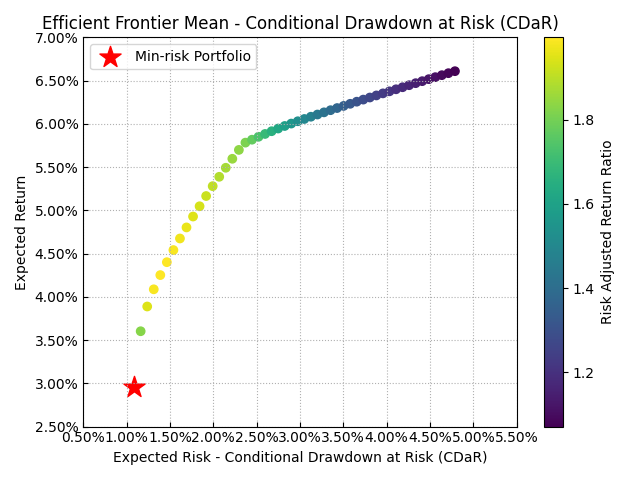 Efficient Frontier Mean - Conditional Drawdown at Risk (CDaR)
Min-risk Portfolio
7.00%
6.50%
6.00%
5.50%
5.00%
4.50%
4.00%
3.50%
3.00%
2.50%
Expected Return
0.50% 1.00% 1.50% 2.00% 2.50% 3.00% 3.50% 4.00% 4.50% 5.00% 5.50%
Expected Risk - Conditional Drawdown at Risk (CDaR)
1.8
1.6
1.4
1.2
Risk Adjusted Return Ratio